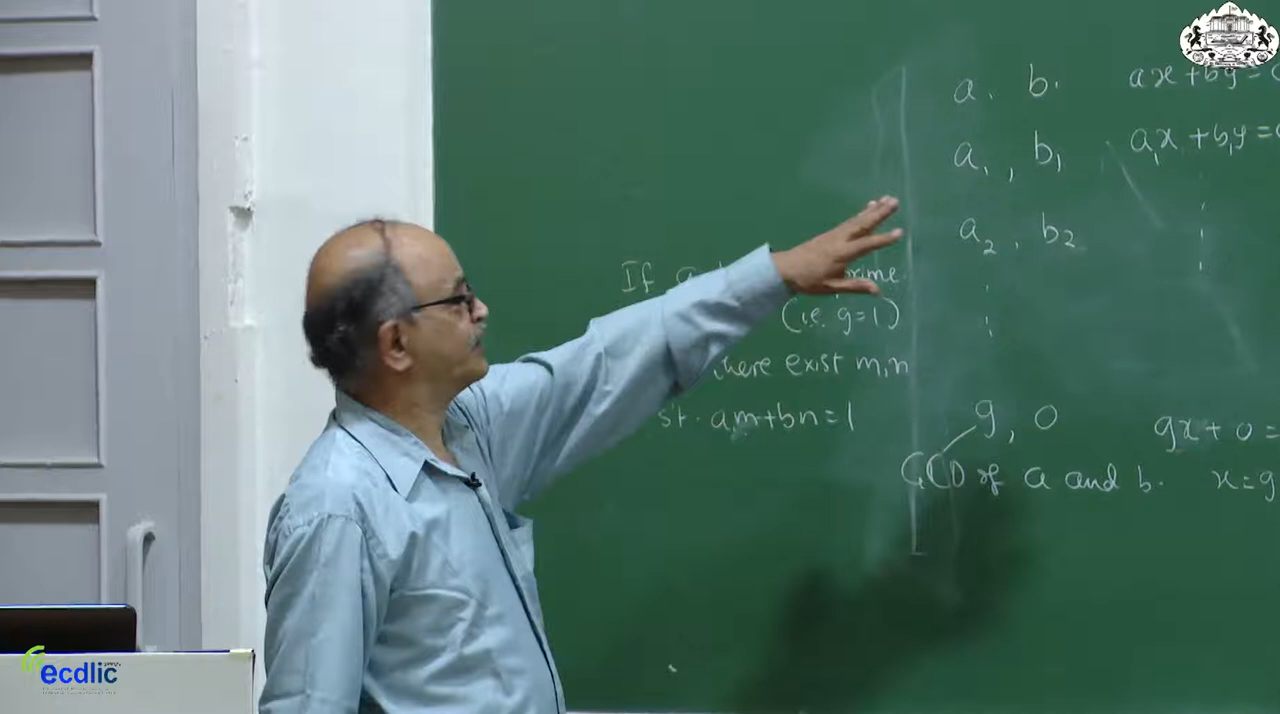 If rime.
(i.e. g=1)
here exist m,n
st. am+bn=1
a, b. ax+by=
a₁, b₁ a₁x+b₁y=
a₂, b₂
g, 0 gx+0=
GCD of a and b. x=g
ecdlic